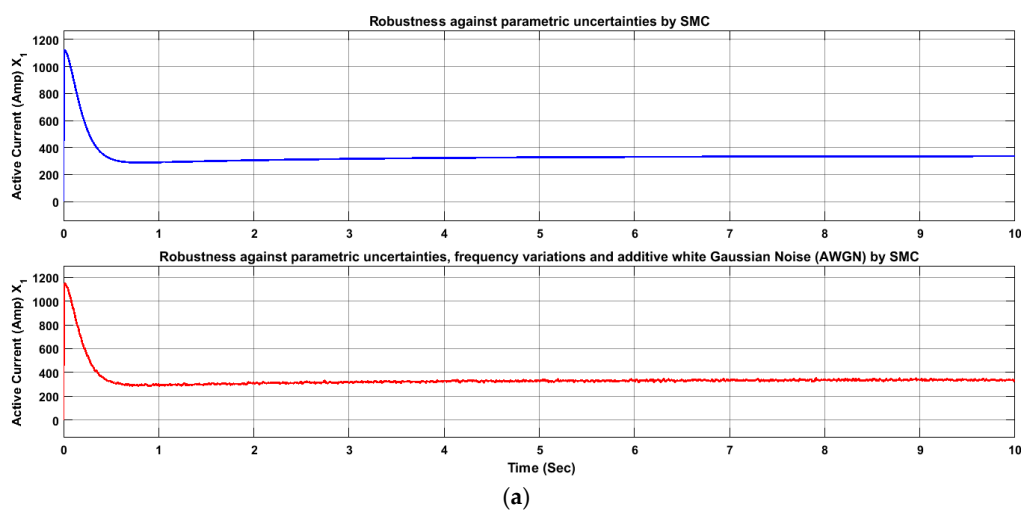 Robustness against parametric uncertainties by SMC
Active Current (Amp) X1
1200
1000
800
600
400
200
0
0 1 2 3 4 5 6 7 8 9 10
Robustness against parametric uncertainties, frequency variations and additive white Gaussian Noise (AWGN) by SMC
Active Current (Amp) X1
1200
1000
800
600
400
200
0
0 1 2 3 4 5 6 7 8 9 10
Time (Sec)
(a)